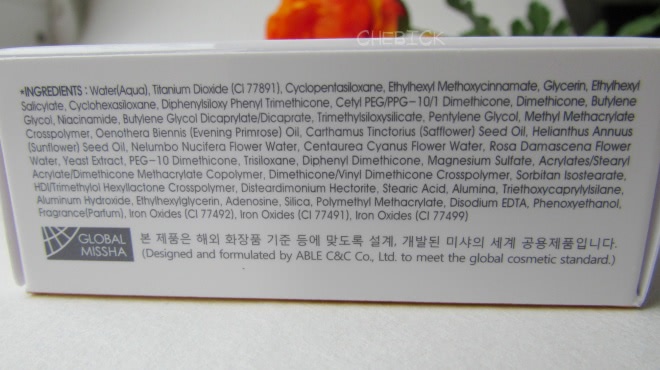 CHEBICK
*INGREDIENTS : Water(Aqua), Titanium Dioxide (CI 77891), Cyclopentasiloxane, Ethylhexyl Methoxycinnamate, Glycerin, Ethylhexyl
Salicylate, Cyclohexasiloxane, Diphenylsiloxy Phenyl Trimethicone, Cetyl PEG/PPG-10/1 Dimethicone, Dimethicone, Butylene
Glycol, Niacinamide, Butylene Glycol Dicaprylate/Dicaprate, Trimethylsiloxysilicate, Pentylene Glycol, Methyl Methacrylate
Crosspolymer, Oenothera Biennis (Evening Primrose) Oil, Carthamus Tinctorius (Safflower) Seed Oil, Helianthus Annuus
(Sunflower) Seed Oil, Nelumbo Nucifera Flower Water, Centaurea Cyanus Flower Water, Rosa Damascena Flower
Water, Yeast Extract, PEG-10 Dimethicone, Trisiloxane, Diphenyl Dimethicone, Magnesium Sulfate, Acrylates/Stearyl
Acrylate/Dimethicone Methacrylate Copolymer, Dimethicone/Vinyl Dimethicone Crosspolymer, Sorbitan Isostearate,
HDI/Trimethylol Hexyllactone Crosspolymer, Disteardimonium Hectorite, Stearic Acid, Alumina, Triethoxycaprylylsilane,
Aluminum Hydroxide, Ethylhexylglycerin, Adenosine, Silica, Polymethyl Methacrylate, Disodium EDTA, Phenoxyethanol,
Fragrance(Parfum), Iron Oxides (CI 77492), Iron Oxides (CI 77491), Iron Oxides (CI 77499)
GLOBAL
MISSHA
본 제품은 해외 화장품 기준 등에 맞도록 설계, 개발된 미샤의 세계 공용제품입니다.
(Designed and formulated by ABLE C&C Co., Ltd. to meet the global cosmetic standard.)